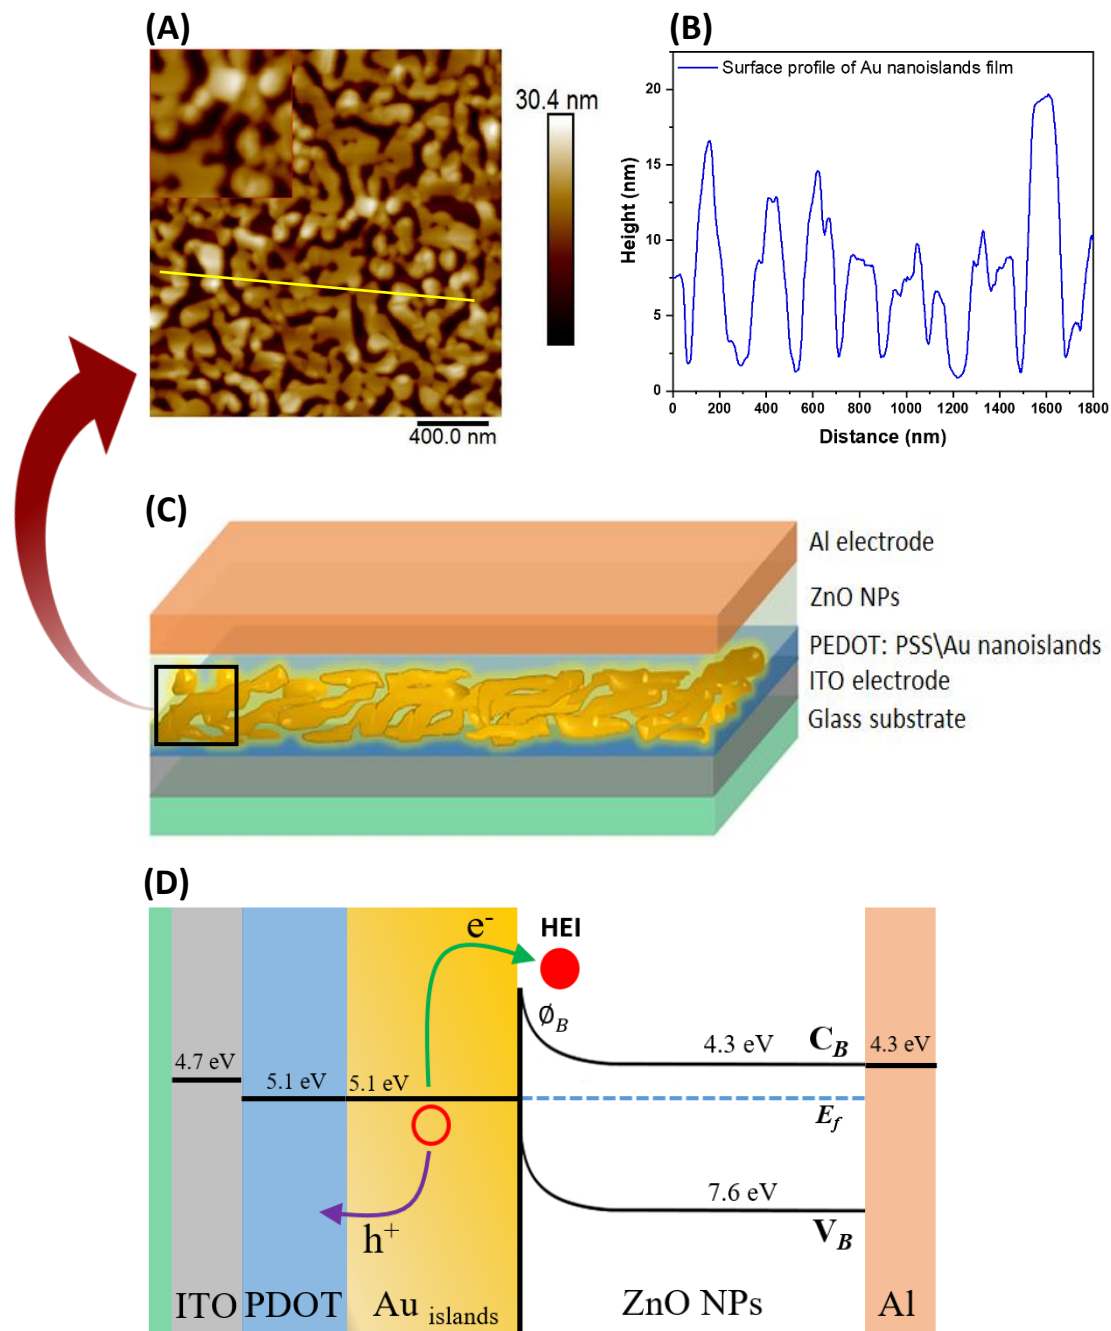 (A)
30.4 nm
400.0 nm
(B)
Surface profile of Au nanoislands film
20
15
10
5
0
Height (nm)
0 200 400 600 800 1000 1200 1400 1600 1800
Distance (nm)
(C)
Al electrode
ZnO NPs
PEDOT: PSS\Au nanoislands
ITO electrode
Glass substrate
(D)
e-
HEI
∅B
4.7 eV
5.1 eV
5.1 eV
4.3 eV
CB
4.3 eV
Ef
7.6 eV
VB
h+
ITO
PDOT
Au islands
ZnO NPs
Al